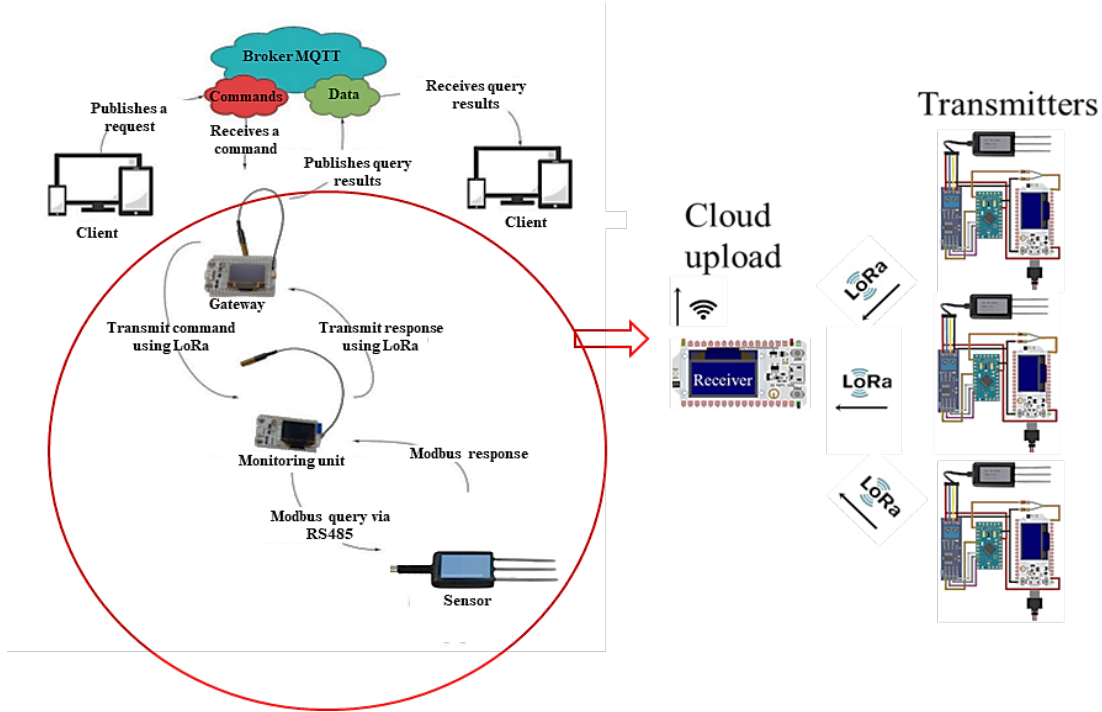 Broker MQTT
Commands
Data
Publishes a
request
Receives a
command
Publishes query
results
Receives query
results
Client
Client
Gateway
Transmit command
using LoRa
Transmit response
using LoRa
Monitoring unit
Modbus response
Modbus query via
RS485
Sensor
Cloud
upload
Receiver
LoRa
LoRa
LoRa
Transmitters